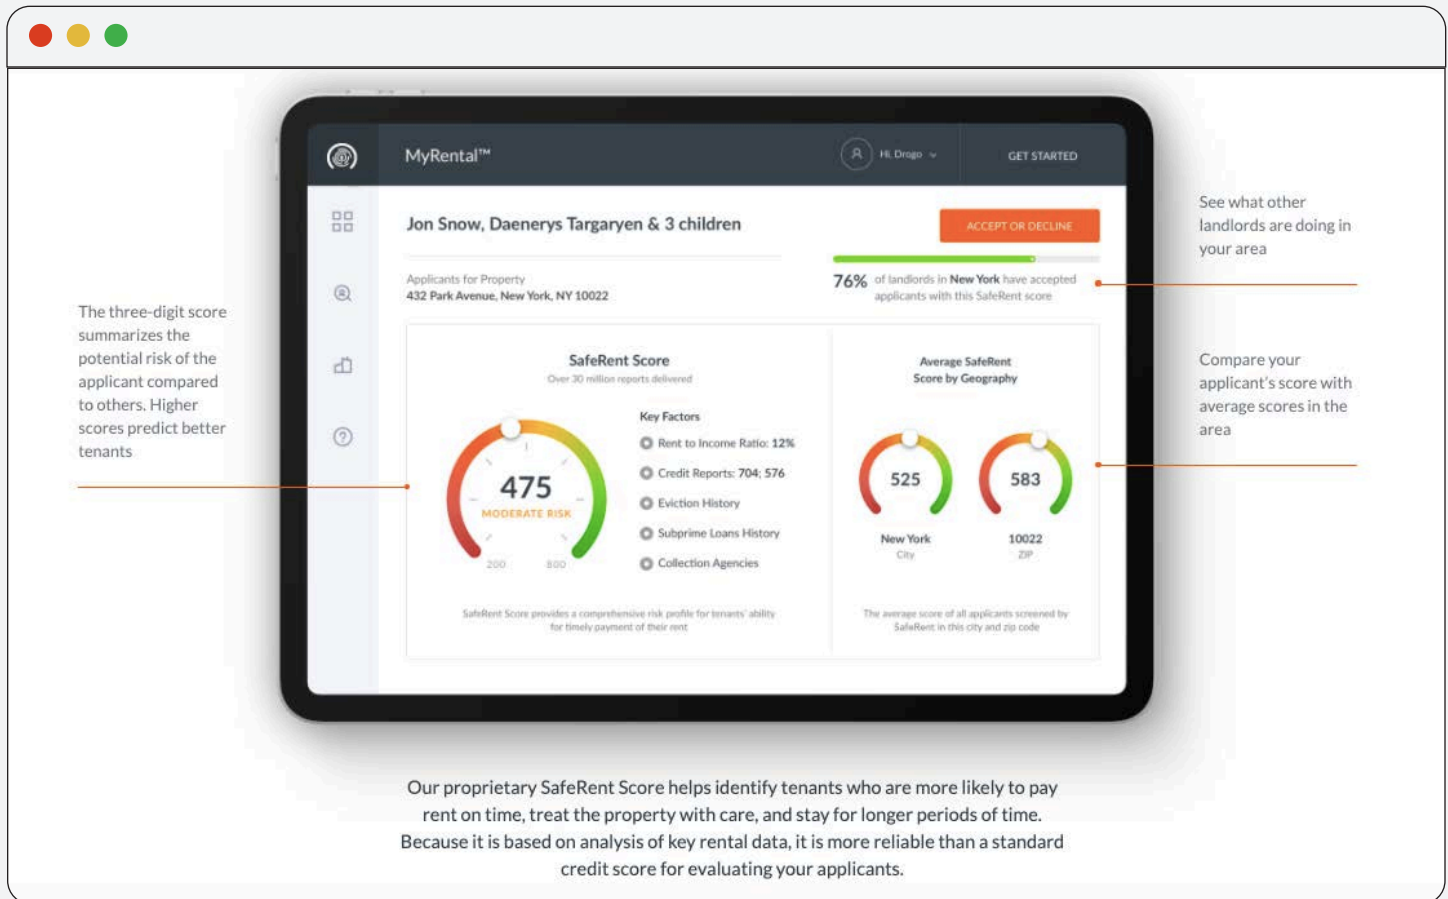 MyRental™
Hi, Drogo
GET STARTED
Jon Snow, Daenerys Targaryen & 3 children
ACCEPT OR DECLINE
Applicants for Property
432 Park Avenue, New York, NY 10022
76% of landlords in New York have accepted
applicants with this SafeRent score
See what other
landlords are doing in
your area
The three-digit score
summarizes the
potential risk of the
applicant compared
to others. Higher
scores predict better
tenants
SafeRent Score
Over 30 million reports delivered
475
MODERATE RISK
200
800
Key Factors
Rent to Income Ratio: 12%
Credit Reports: 704; 576
Eviction History
Subprime Loans History
Collection Agencies
SafeRent Score provides a comprehensive risk profile for tenants' ability
for timely payment of their rent
Average SafeRent
Score by Geography
525
New York
City
583
10022
ZIP
The average score of all applicants screened by
SafeRent in this city and zip code
Compare your
applicant's score with
average scores in the
area
Our proprietary SafeRent Score helps identify tenants who are more likely to pay
rent on time, treat the property with care, and stay for longer periods of time.
Because it is based on analysis of key rental data, it is more reliable than a standard
credit score for evaluating your applicants.